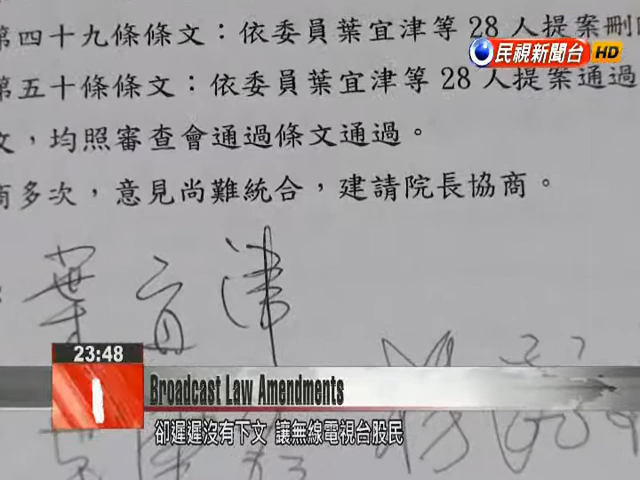 第四十九條條文：依委員葉宜津等28人提案刪
民視新聞台 HD
第五十條條文：依委員葉宜津等28人提案通過
文，均照審查會通過條文通過。
商多次，意見尚難統合，建請院長協商。
葉宜津
23:48
Broadcast Law Amendments
卻遲遲沒有下文 讓無線電視台股民